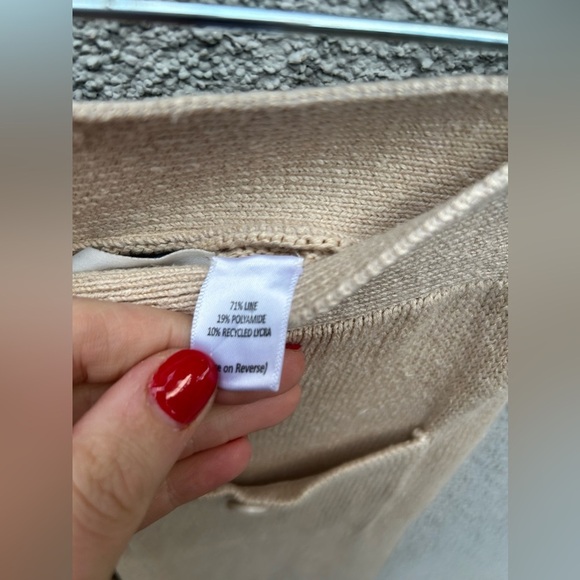 71% LINE
19% POLYAMIDE
10% RECYCLED LYCRA
on Reverse)